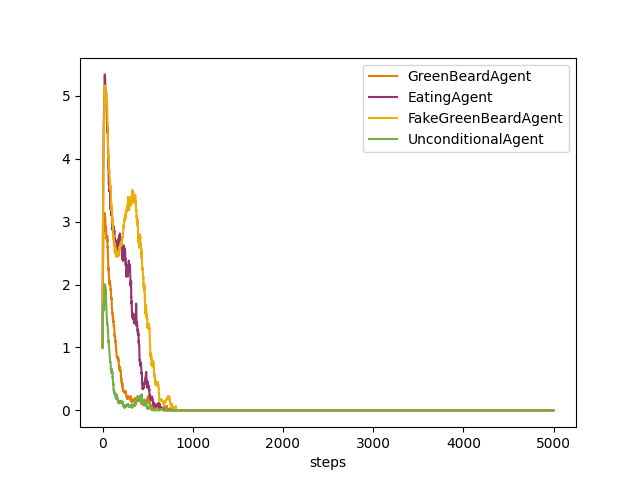 GreenBeardAgent
EatingAgent
FakeGreenBeardAgent
UnconditionalAgent
5
4
3
2
1
0
0 1000 2000 3000 4000 5000
steps